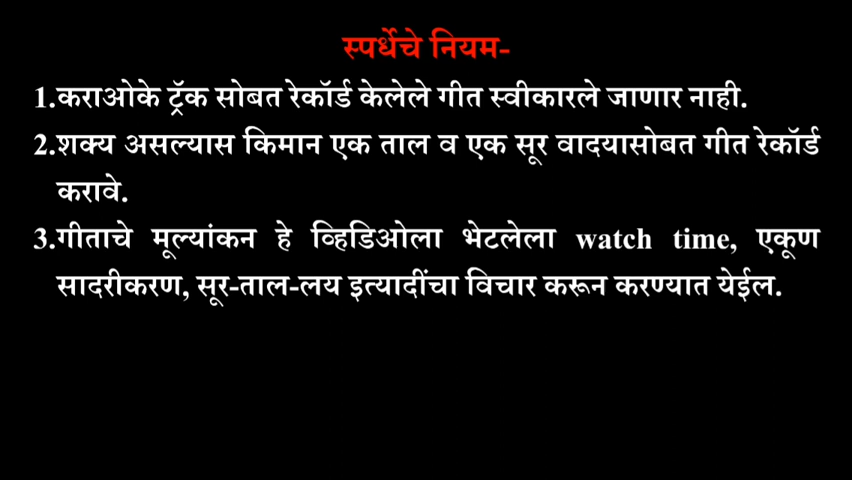 स्पर्धेचे नियम-
1.कराओके ट्रॅक सोबत रेकॉर्ड केलेले गीत स्वीकारले जाणार नाही.
2.शक्य असल्यास किमान एक ताल व एक सूर वादयासोबत गीत रेकॉर्ड
करावे.
3.गीताचे मूल्यांकन हे व्हिडिओला भेटलेला watch time, एकूण
सादरीकरण, सूर-ताल-लय इत्यादींचा विचार करून करण्यात येईल.